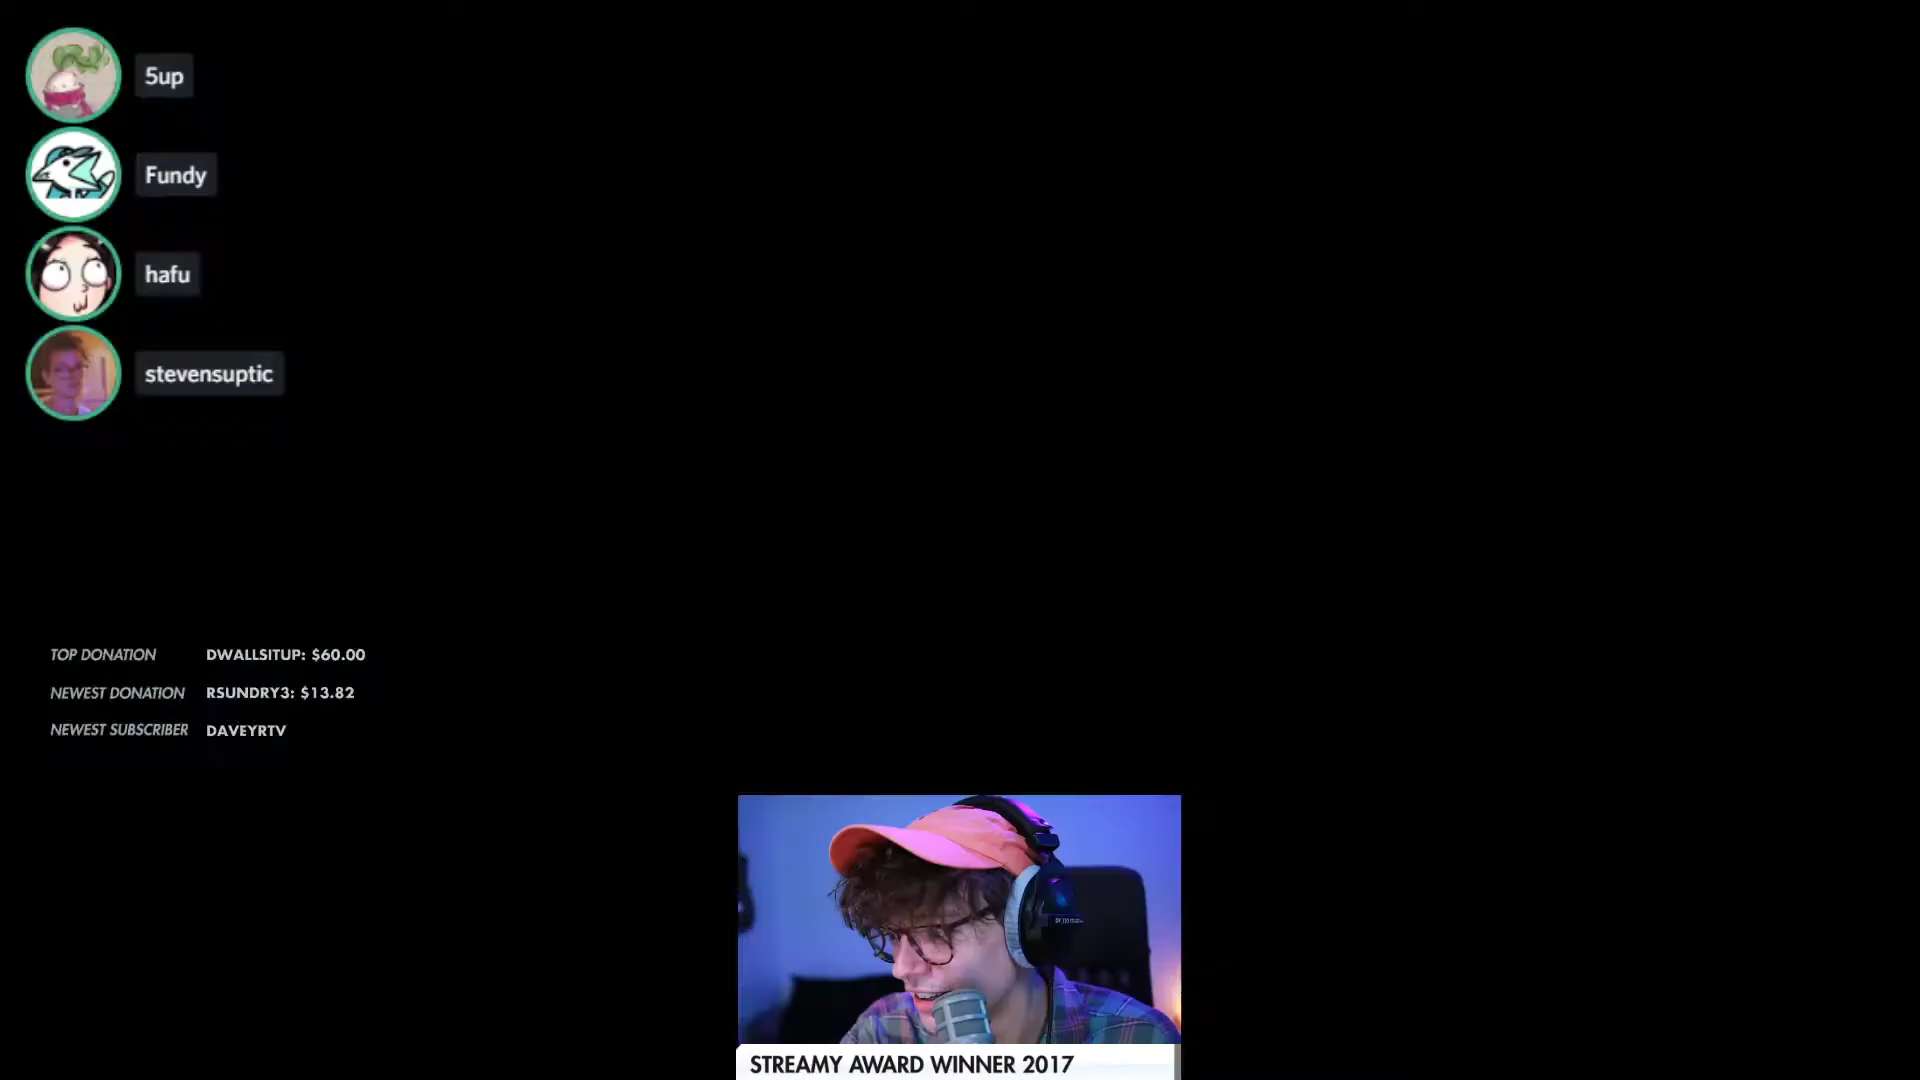 5up
Fundy
hafu
stevensuptic
TOP DONATION DWALLSITUP: $60.00
NEWEST DONATION RSUNDRY3: $13.82
NEWEST SUBSCRIBER DAVEYRTV
STREAMY AWARD WINNER 2017